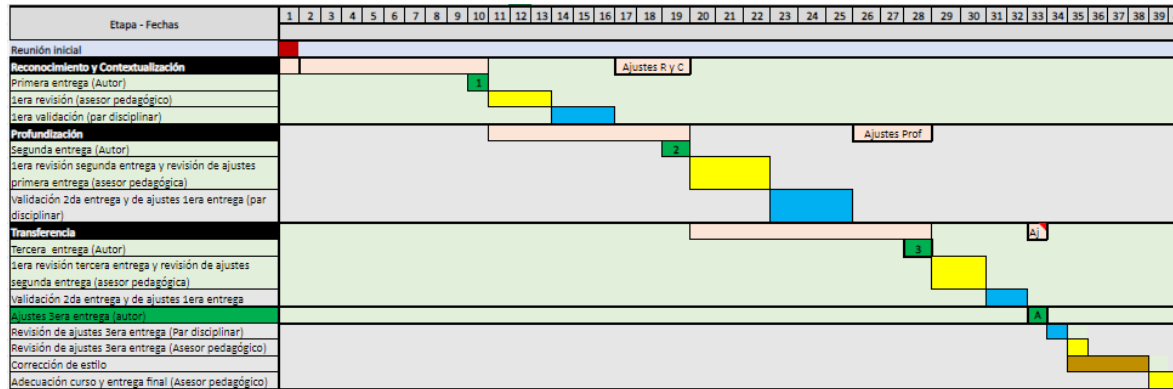 Etapa - Fechas 1 2 3 4 5 6 7 8 9 10 11 12 13 14 15 16 17 18 19 20 21 22 23 24 25 26 27 28 29 30 31 32 33 34 35 36 37 38 39
Reunión inicial
Reconocimiento y Contextualización Ajustes R y C
Primera entrega (Autor) 1
1era revisión (asesor pedagógico)
1era validación (par disciplinar)
Profundización Ajustes Prof
Segunda entrega (Autor) 2
1era revisión segunda entrega y revisión de ajustes
primera entrega (asesor pedagógica)
Validación 2da entrega y de ajustes 1era entrega (par
disciplinar)
Transferencia Aj
Tercera entrega (Autor) 3
1era revisión tercera entrega y revisión de ajustes
segunda entrega (asesor pedagógica)
Validación 2da entrega y de ajustes 1era entrega
Ajustes 3era entrega (autor) A
Revisión de ajustes 3era entrega (Par disciplinar)
Revisión de ajustes 3era entrega (Asesor pedagógico)
Corrección de estilo
Adecuación curso y entrega final (Asesor pedagógico)